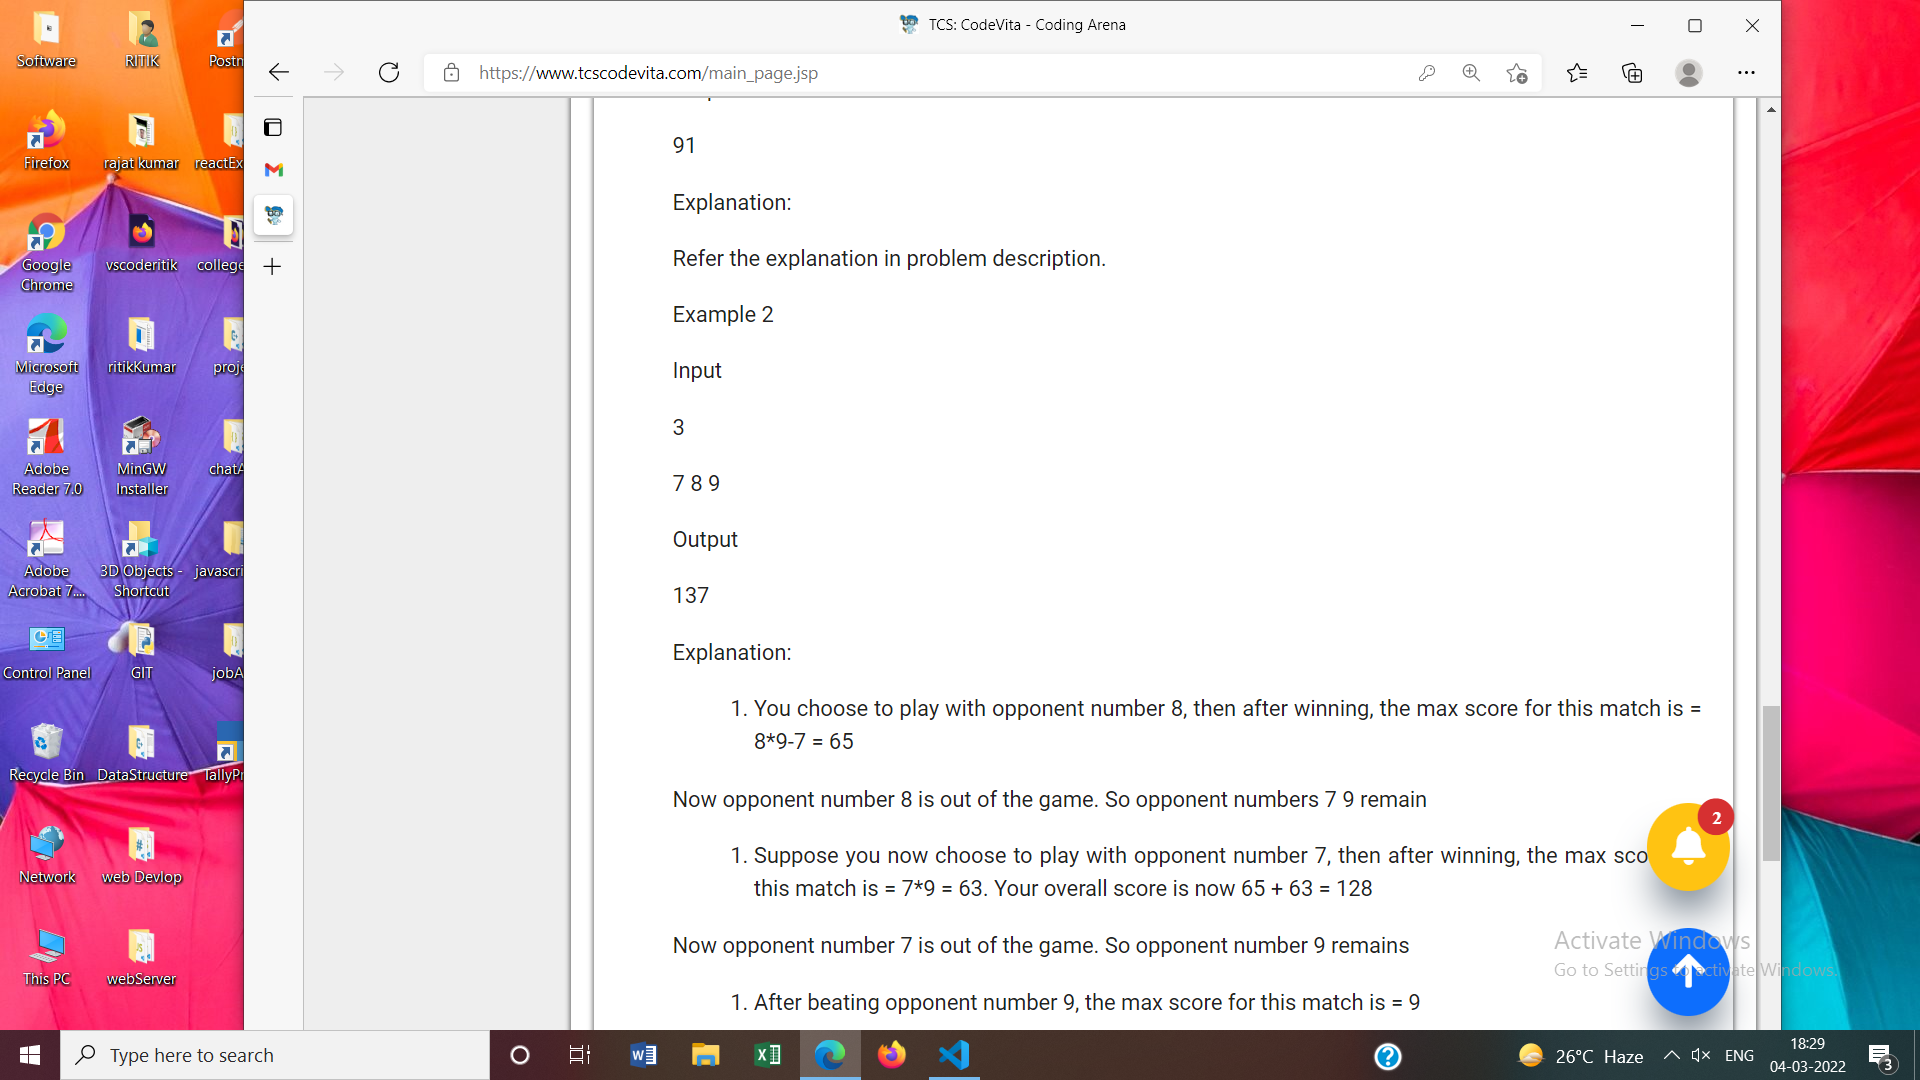 TCS: CodeVita - Coding Arena
https://www.tcscodevita.com/main_page.jsp
Software
RITIK
Firefox
rajat kumar
Google
Chrome
vscoderitik
college
Microsoft
Edge
ritikKumar
Adobe
Reader 7.0
MinGW
Installer
Adobe
Acrobat 7....
3D Objects -
Shortcut
Control Panel
GIT
Recycle Bin
DataStructure
Network
web Devlop
This PC
webServer
91
Explanation:
Refer the explanation in problem description.
Example 2
Input
3
7 8 9
Output
137
Explanation:
1. You choose to play with opponent number 8, then after winning, the max score for this match is =
8*9-7 = 65
Now opponent number 8 is out of the game. So opponent numbers 7 9 remain
1. Suppose you now choose to play with opponent number 7, then after winning, the max sco
this match is = 7*9 = 63. Your overall score is now 65 + 63 = 128
Now opponent number 7 is out of the game. So opponent number 9 remains
1. After beating opponent number 9, the max score for this match is = 9
2
Activate Windows
Go to Settings to activate Windows.
Type here to search
26°C Haze
ENG
18:29
04-03-2022
3